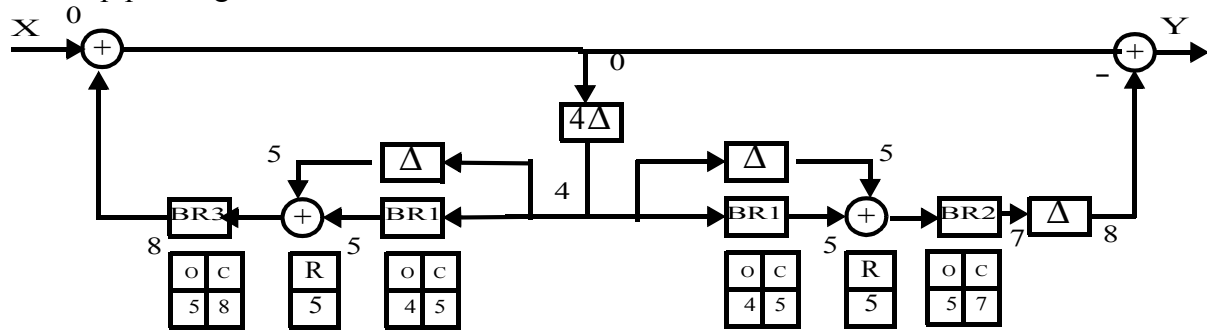 X 0 + 0 + Y
-
4Δ
5 Δ 4 Δ 5
BR3 + BR1 BR1 + BR2 Δ
8 5 5 7 8
O C R O C O C R O C
5 8 5 4 5 4 5 5 5 7